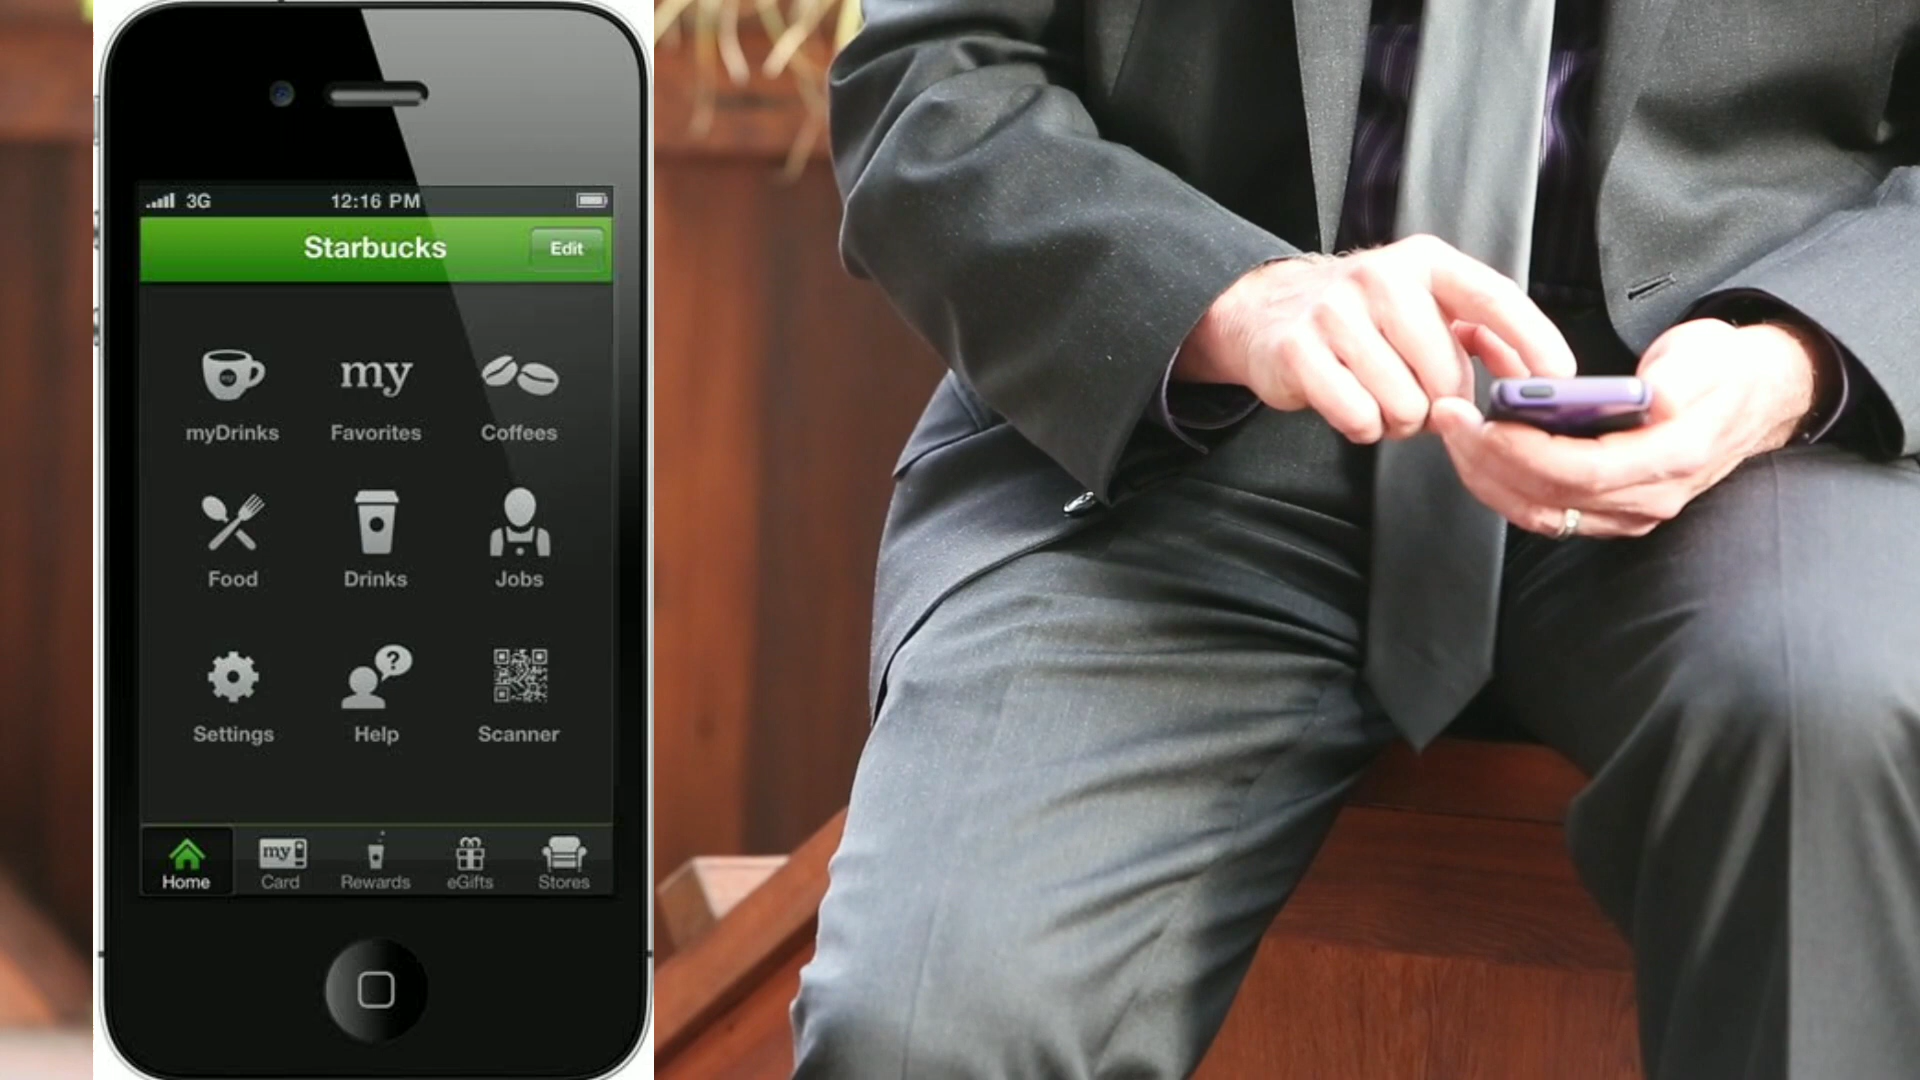 3G 12:16 PM
Starbucks Edit
myDrinks my Favorites Coffees
Food Drinks Jobs
Settings ? Help Scanner
Home my Card Rewards eGifts Stores